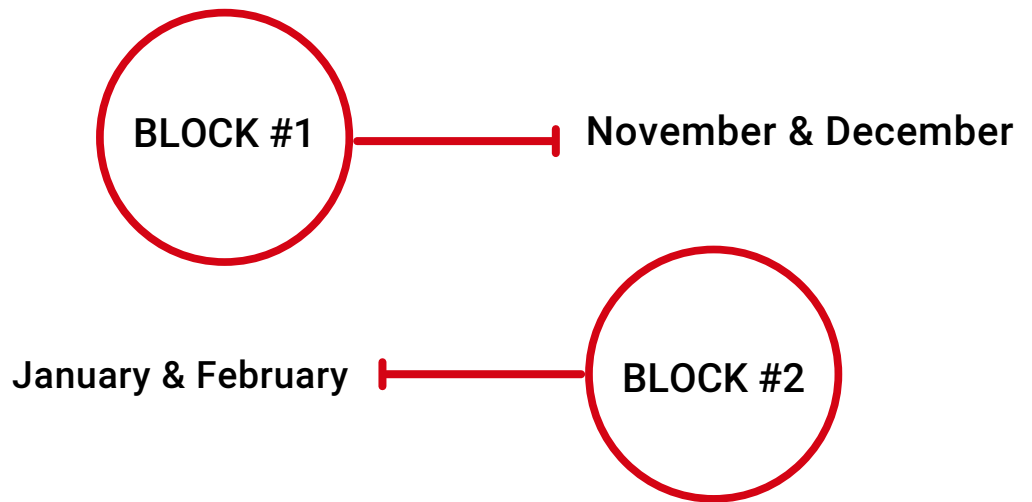 BLOCK #1
November & December
January & February
BLOCK #2